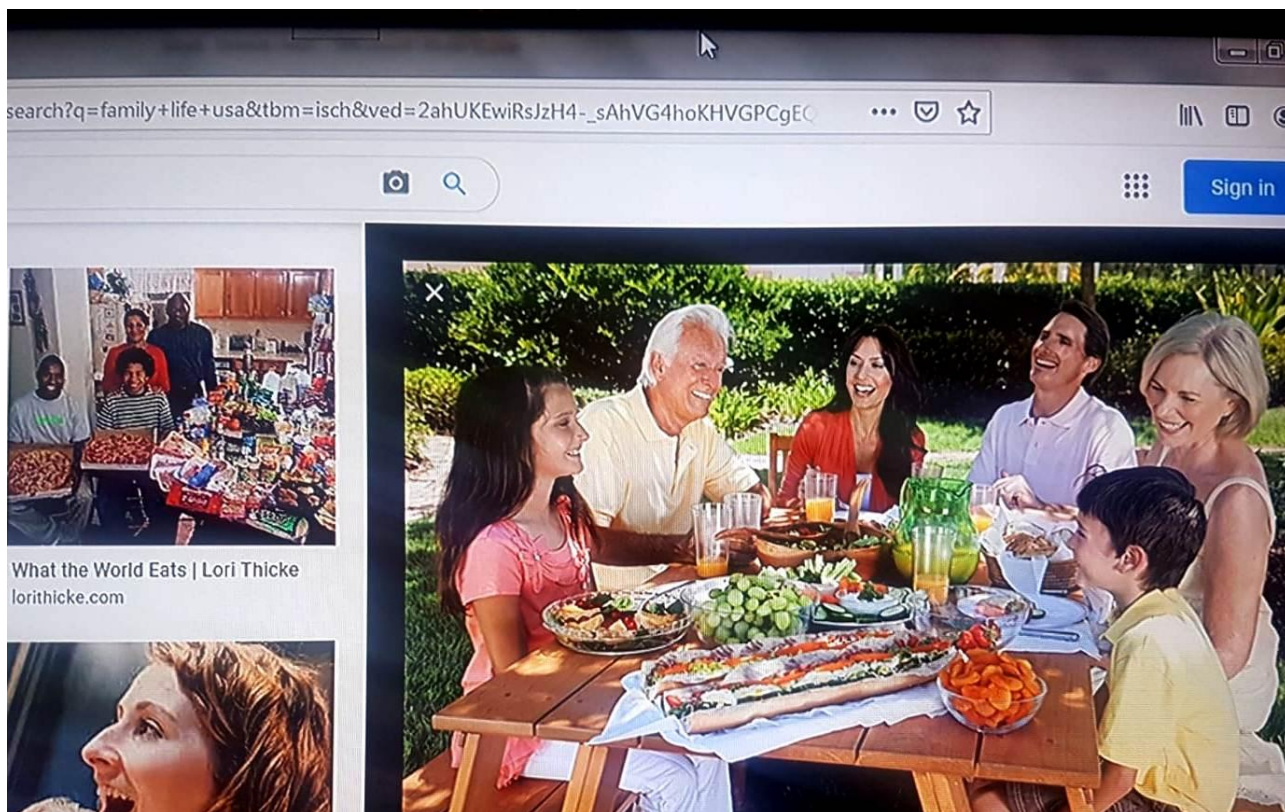 search?q=family+life+usa&tbm=isch&ved=2ahUKEwiRsJzH4-_sAhVG4hoKHVGPCgEQ
Sign in
What the World Eats | Lori Thicke
lorithicke.com